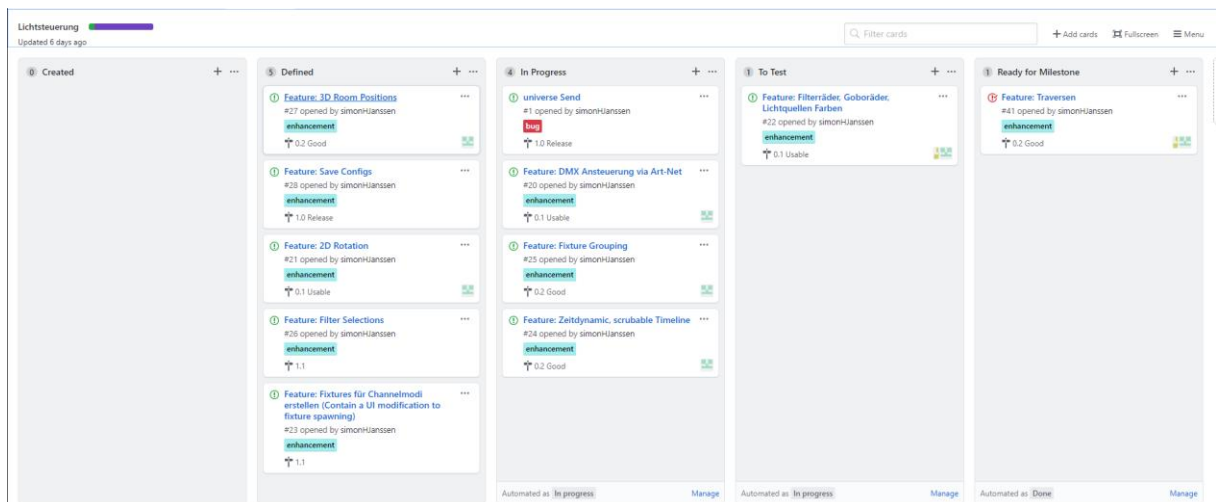 Lichtsteuerung
Updated 6 days ago
Filter cards
+ Add cards
Fullscreen
Menu
0 Created
5 Defined
Feature: 3D Room Positions
#27 opened by simonHJanssen
enhancement
0.2 Good
Feature: Save Configs
#28 opened by simonHJanssen
enhancement
1.0 Release
Feature: 2D Rotation
#21 opened by simonHJanssen
enhancement
0.1 Usable
Feature: Filter Selections
#26 opened by simonHJanssen
enhancement
1.1
Feature: Fixtures für Channelmodi
erstellen (Contain a UI modification to
fixture spawning)
#23 opened by simonHJanssen
enhancement
1.1
4 In Progress
universe Send
#1 opened by simonHJanssen
bug
1.0 Release
Feature: DMX Ansteuerung via Art-Net
#20 opened by simonHJanssen
enhancement
0.1 Usable
Feature: Fixture Grouping
#25 opened by simonHJanssen
enhancement
0.2 Good
Feature: Zeitdynamic, scrubable Timeline
#24 opened by simonHJanssen
enhancement
0.2 Good
Automated as In progress
Manage
1 To Test
Feature: Filterräder, Goboräder,
Lichtquellen Farben
#22 opened by simonHJanssen
enhancement
0.1 Usable
Automated as In progress
Manage
1 Ready for Milestone
Feature: Traversen
#41 opened by simonHJanssen
enhancement
0.2 Good
Automated as Done
Manage